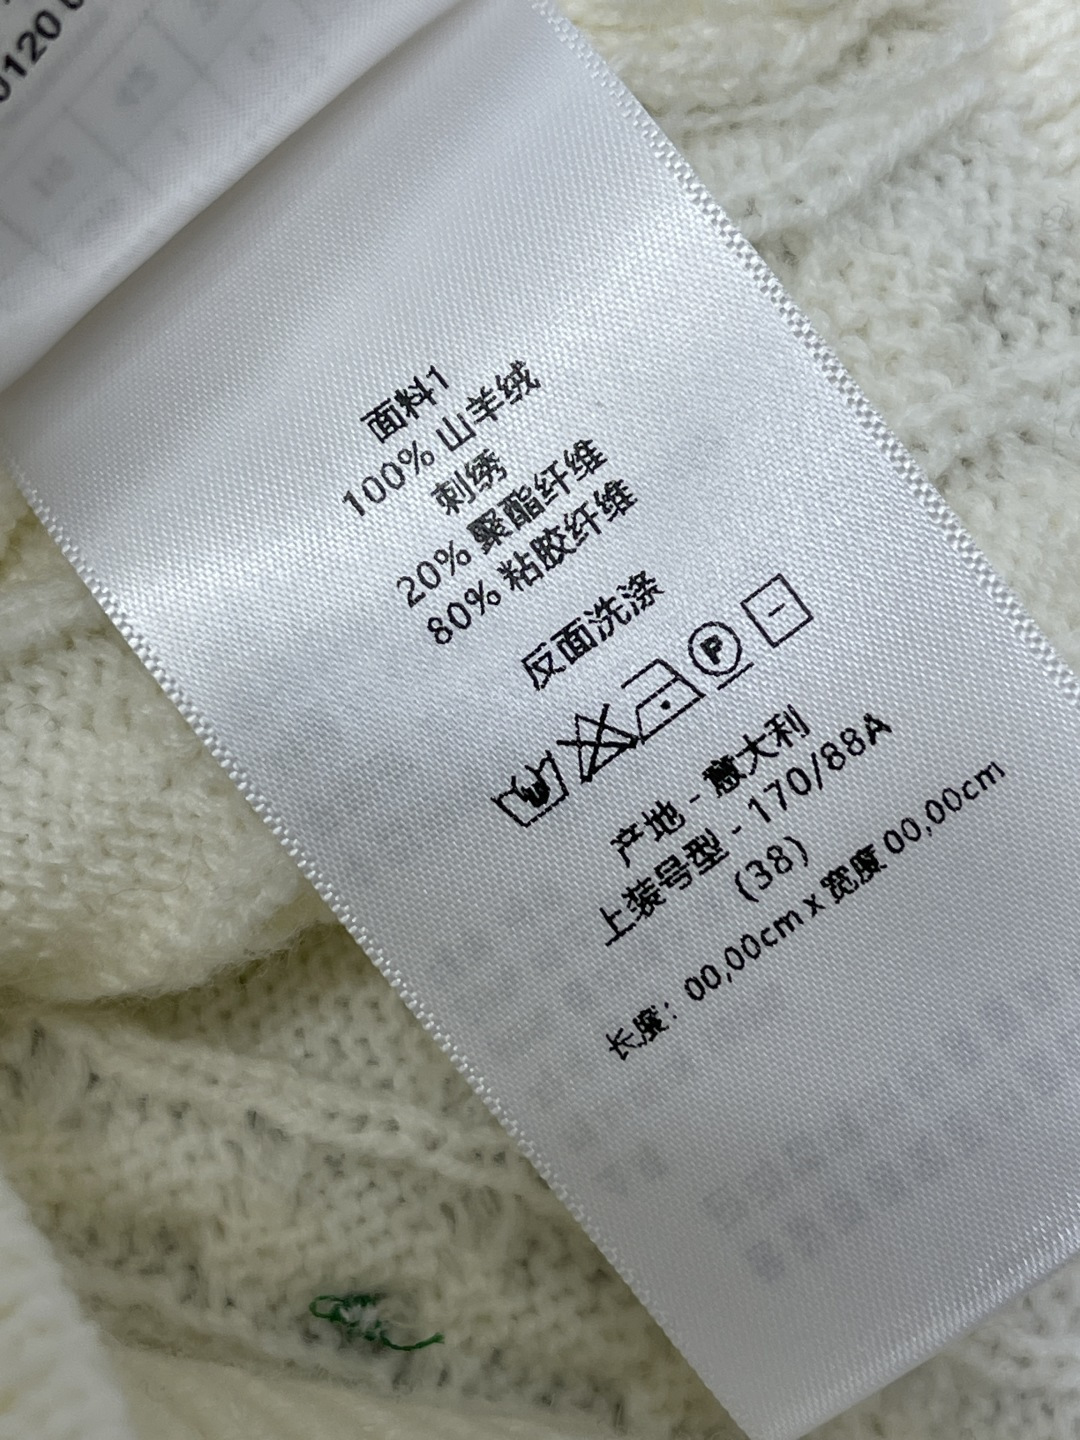 0120
面料1
100% 山羊绒
刺绣
20% 聚酯纤维
80% 粘胶纤维
反面洗涤
P
产地 - 意大利
上装号型 - 170/88A
(38)
长度: 00,00cm x 宽度 00,00cm